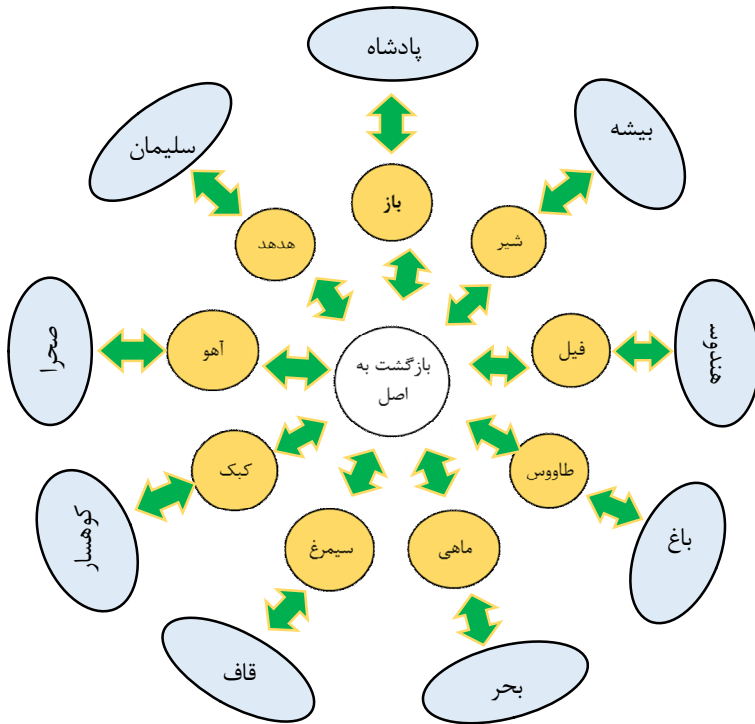 پادشاه
بیشه
سلیمان
باز
شیر
هدهد
صحرا
آهو
بازگشت به
اصل
فیل
هندوس
کبک
طاووس
کوهسار
سیمرغ
ماهی
باغ
قاف
بحر